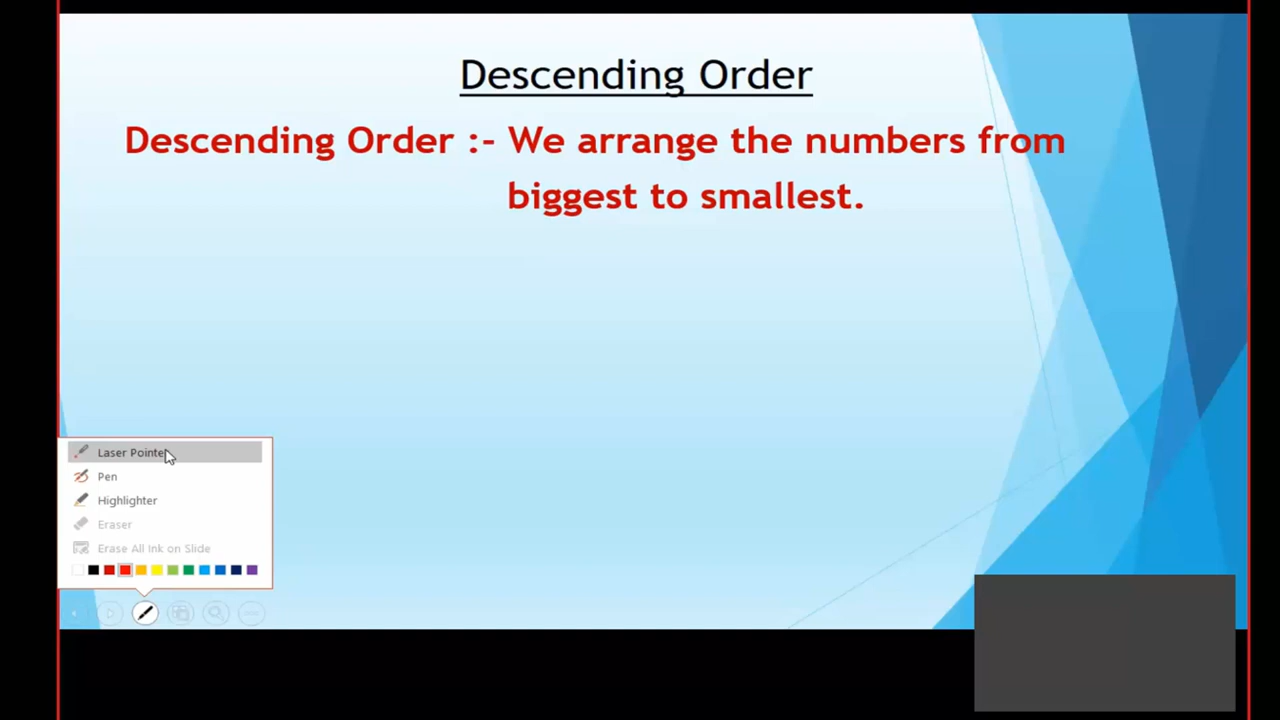 Descending Order
Descending Order :- We arrange the numbers from
biggest to smallest.
Laser Pointer
Pen
Highlighter
Eraser
Erase All Ink on Slide